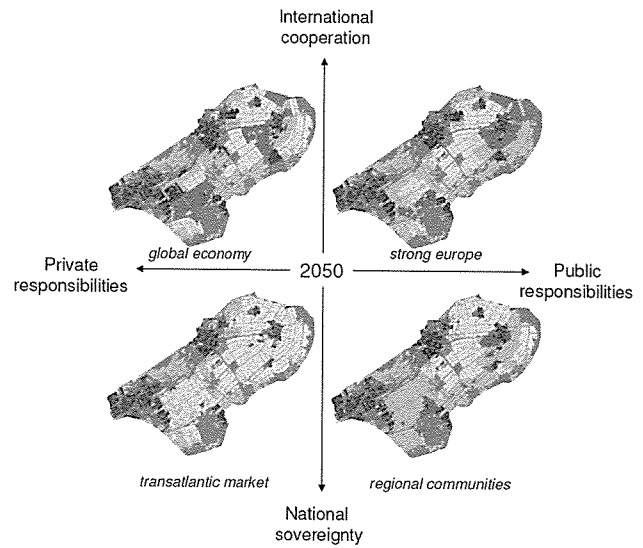 International
cooperation
global economy
strong europe
Private
responsibilities
2050
Public
responsibilities
transatlantic market
regional communities
National
sovereignty